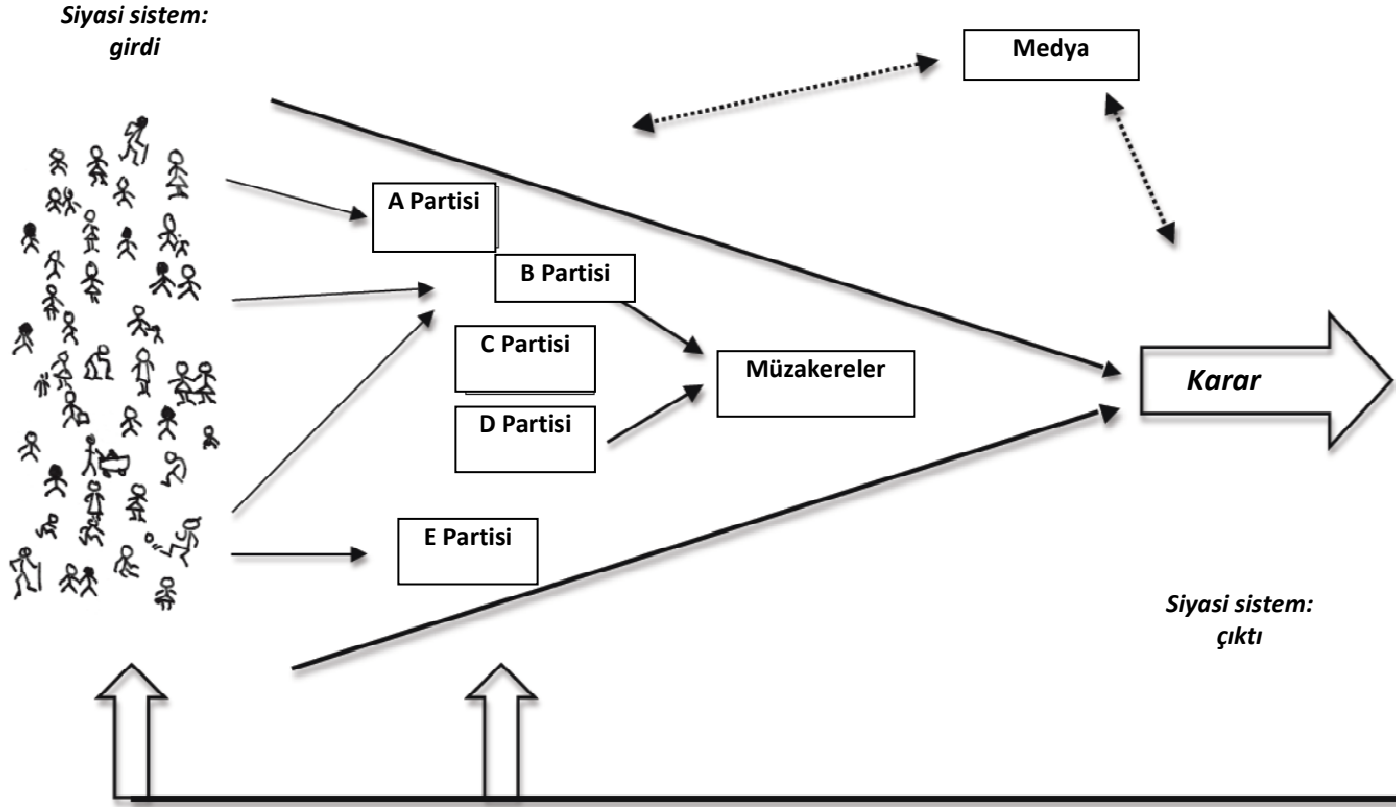 Siyasi sistem:
girdi
Medya
A Partisi
B Partisi
C Partisi
Müzakereler
Karar
D Partisi
E Partisi
Siyasi sistem:
çıktı